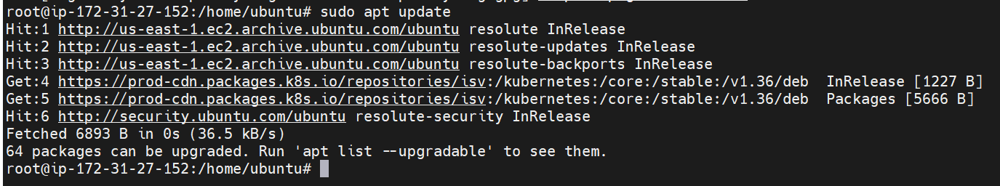 root@ip-172-31-27-152:/home/ubuntu# sudo apt update
Hit:1 http://us-east-1.ec2.archive.ubuntu.com/ubuntu resolute InRelease
Hit:2 http://us-east-1.ec2.archive.ubuntu.com/ubuntu resolute-updates InRelease
Hit:3 http://us-east-1.ec2.archive.ubuntu.com/ubuntu resolute-backports InRelease
Get:4 https://prod-cdn.packages.k8s.io/repositories/isv:/kubernetes:/core:/stable:/v1.36/deb  InRelease [1227 B]
Get:5 https://prod-cdn.packages.k8s.io/repositories/isv:/kubernetes:/core:/stable:/v1.36/deb  Packages [5666 B]
Hit:6 http://security.ubuntu.com/ubuntu resolute-security InRelease
Fetched 6893 B in 0s (36.5 kB/s)
64 packages can be upgraded. Run 'apt list --upgradable' to see them.
root@ip-172-31-27-152:/home/ubuntu#